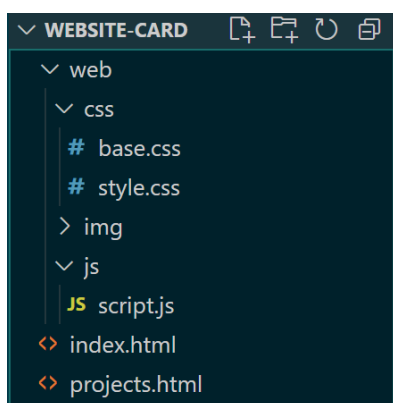 WEBSITE-CARD
web
css
# base.css
# style.css
img
js
JS script.js
<> index.html
<> projects.html